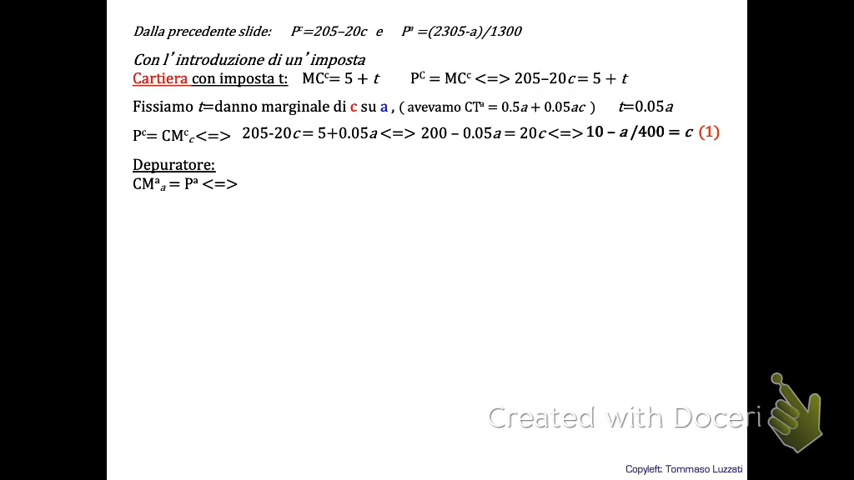 Dalla precedente slide: Pᶜ=205–20c e Pᵃ =(2305-a)/1300
Con l'introduzione di un'imposta
Cartiera con imposta t: MCᶜ= 5 + t Pᶜ = MCᶜ <=> 205–20c = 5 + t
Fissiamo t=danno marginale di c su a , ( avevamo CTᵃ = 0.5a + 0.05ac ) t=0.05a
Pᶜ= CMᶜ꜀ <=> 205-20c = 5+0.05a <=> 200 – 0.05a = 20c <=> 10 – a /400 = c (1)
Depuratore:
CMᵃₐ = Pᵃ <=>
Created with Doceri
Copyleft: Tommaso Luzzati